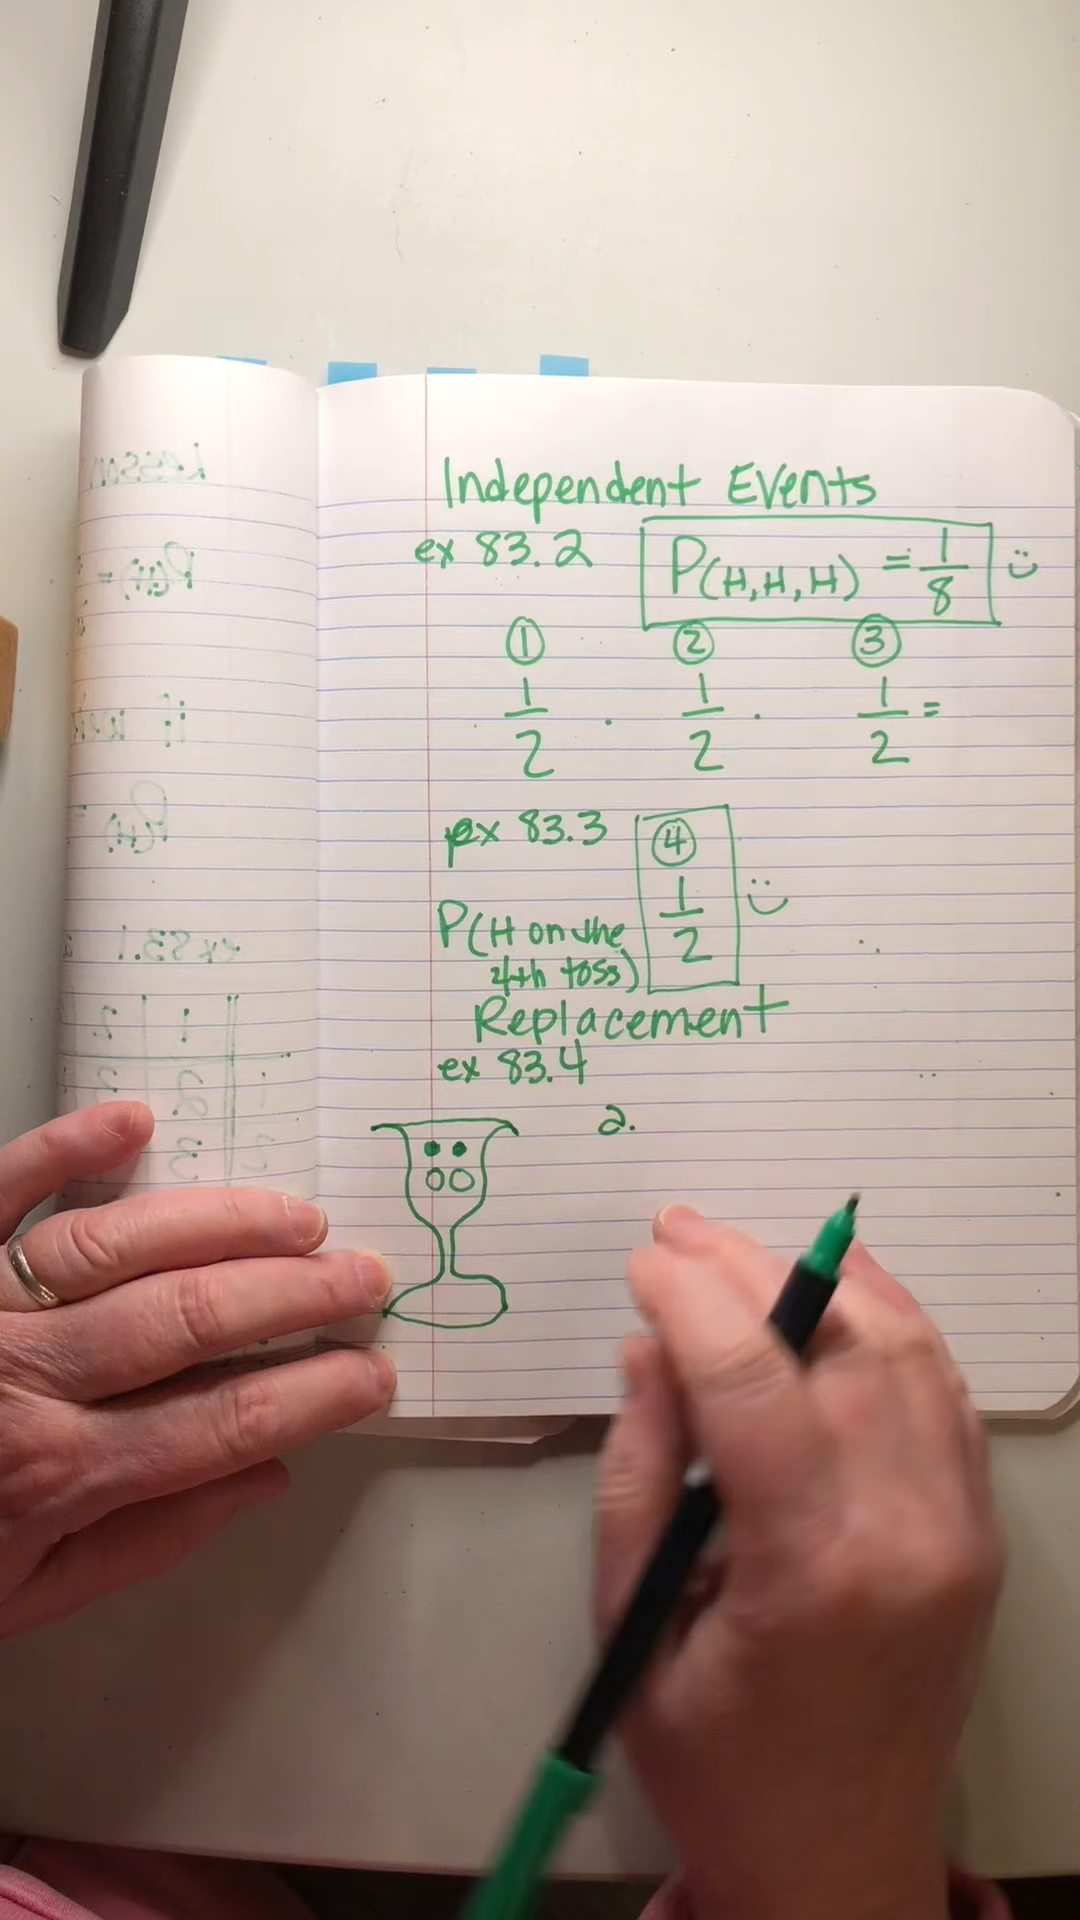 Independent Events
ex 83.2
P(H,H,H) = 1/8
① ② ③
1/2 · 1/2 · 1/2 =
ex 83.3
④
1/2
P(H on the
4th toss)
Replacement
ex 83.4
a.